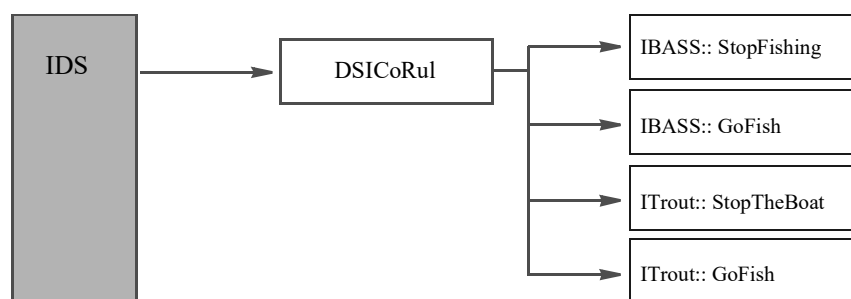 IDS
DSICoRul
IBASS:: StopFishing
IBASS:: GoFish
ITrout:: StopTheBoat
ITrout:: GoFish